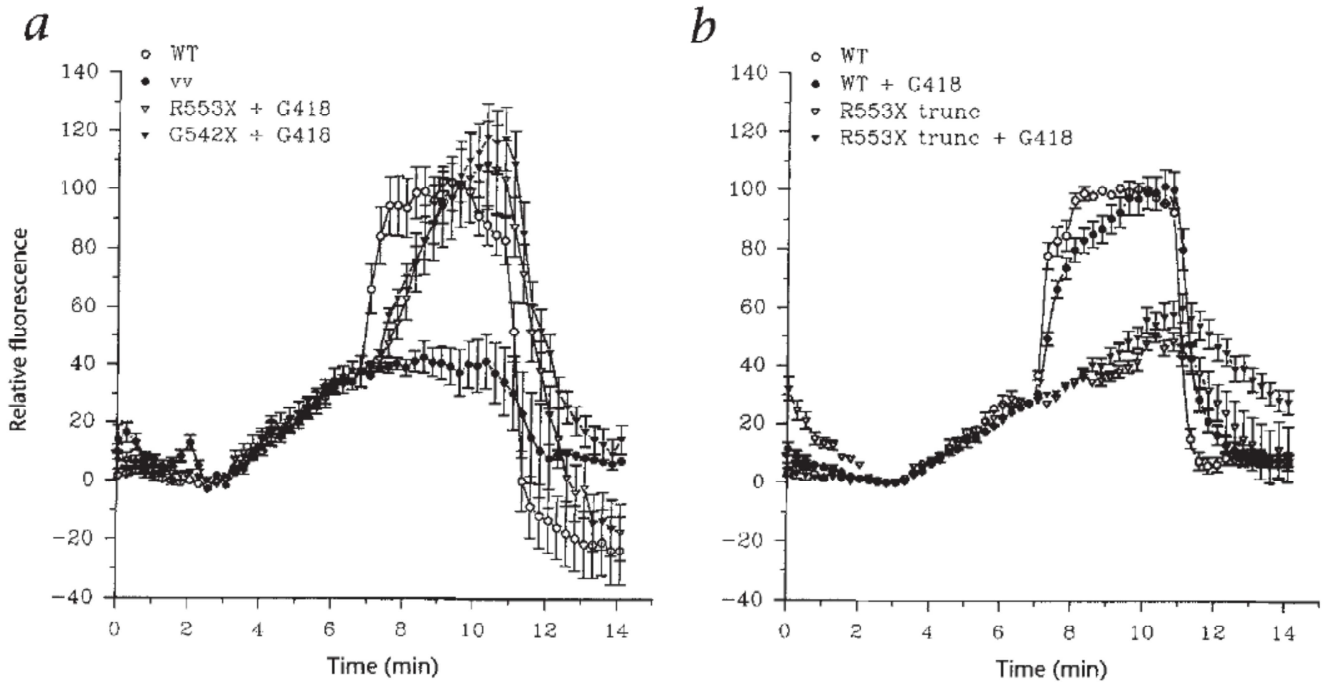 a
WT
vv
R553X + G418
G542X + G418
140
120
100
80
60
40
20
0
-20
-40
Relative fluorescence
0 2 4 6 8 10 12 14
Time (min)
b
WT
WT + G418
R553X trunc
R553X trunc + G418
140
120
100
80
60
40
20
0
-20
-40
0 2 4 6 8 10 12 14
Time (min)